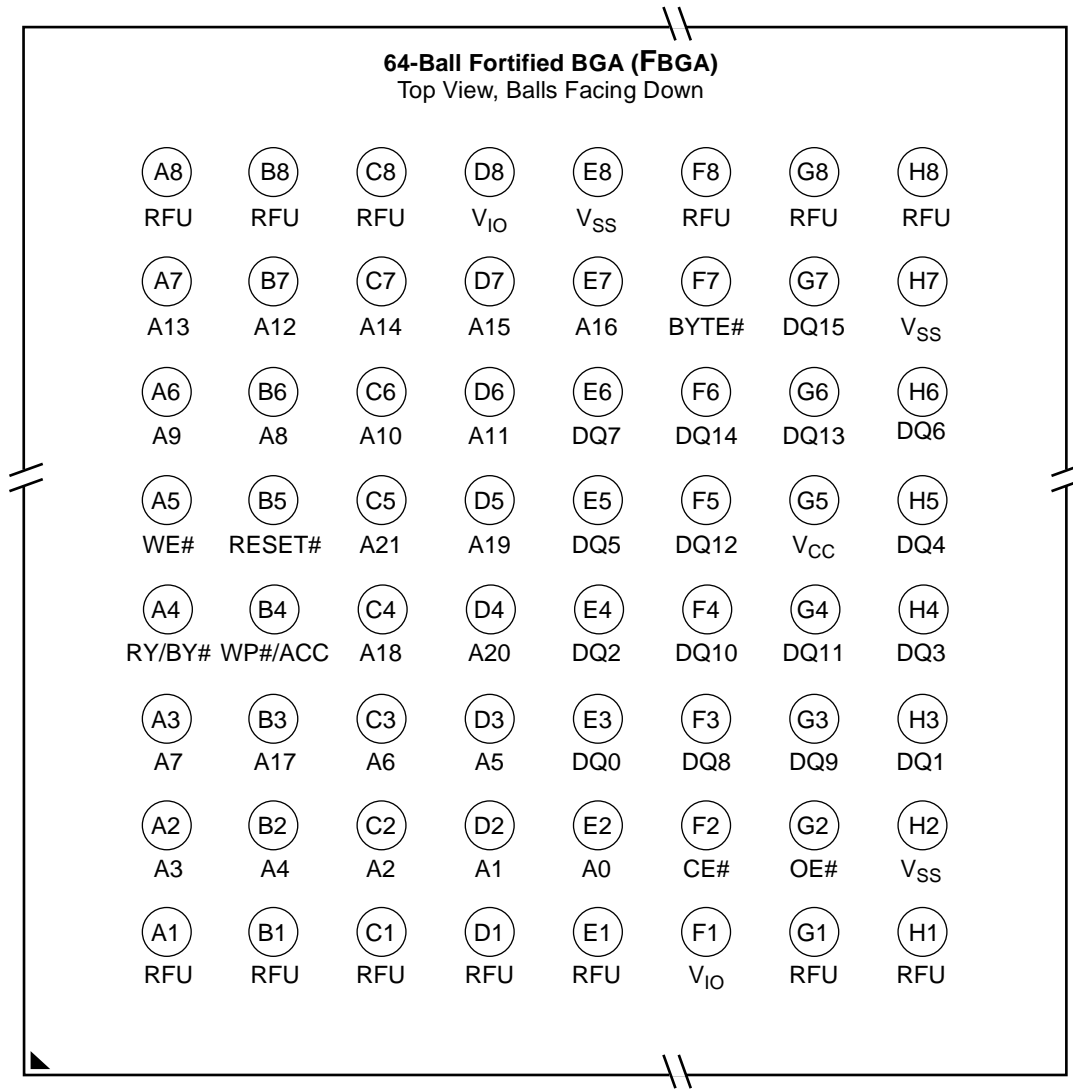 64-Ball Fortified BGA (FBGA)
Top View, Balls Facing Down
A8 B8 C8 D8 E8 F8 G8 H8
RFU RFU RFU VIO VSS RFU RFU RFU
A7 B7 C7 D7 E7 F7 G7 H7
A13 A12 A14 A15 A16 BYTE# DQ15 VSS
A6 B6 C6 D6 E6 F6 G6 H6
A9 A8 A10 A11 DQ7 DQ14 DQ13 DQ6
A5 B5 C5 D5 E5 F5 G5 H5
WE# RESET# A21 A19 DQ5 DQ12 VCC DQ4
A4 B4 C4 D4 E4 F4 G4 H4
RY/BY# WP#/ACC A18 A20 DQ2 DQ10 DQ11 DQ3
A3 B3 C3 D3 E3 F3 G3 H3
A7 A17 A6 A5 DQ0 DQ8 DQ9 DQ1
A2 B2 C2 D2 E2 F2 G2 H2
A3 A4 A2 A1 A0 CE# OE# VSS
A1 B1 C1 D1 E1 F1 G1 H1
RFU RFU RFU RFU RFU VIO RFU RFU